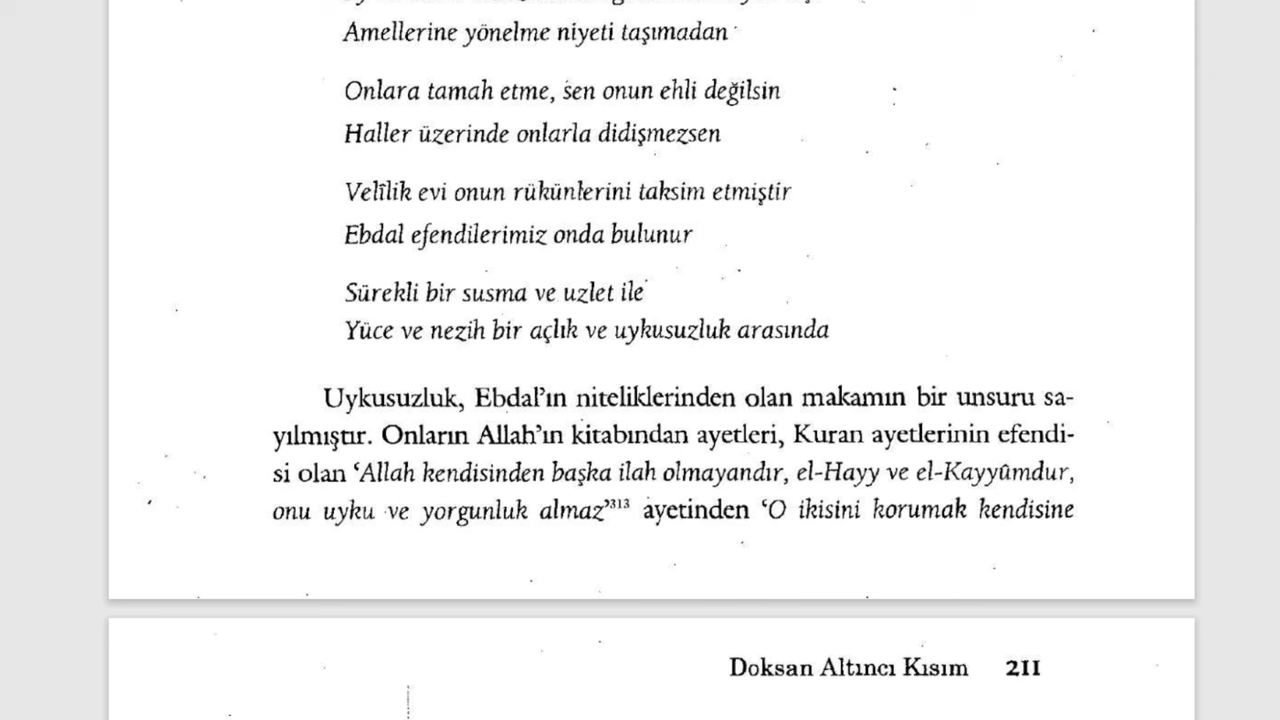 Amellerine yönelme niyeti taşımadan
Onlara tamah etme, sen onun ehli değilsin
Haller üzerinde onlarla didişmezsen
Velîlik evi onun rükünlerini taksim etmiştir
Ebdal efendilerimiz onda bulunur
Sürekli bir susma ve uzlet ile
Yüce ve nezih bir açlık ve uykusuzluk arasında
Uykusuzluk, Ebdal’ın niteliklerinden olan makamın bir unsuru sa-
yılmıştır. Onların Allah’ın kitabından ayetleri, Kuran ayetlerinin efendi-
si olan ‘Allah kendisinden başka ilah olmayandır, el-Hayy ve el-Kayyûmdur,
onu uyku ve yorgunluk almaz’³¹³ ayetinden ‘O ikisini korumak kendisine
Doksan Altıncı Kısım 211